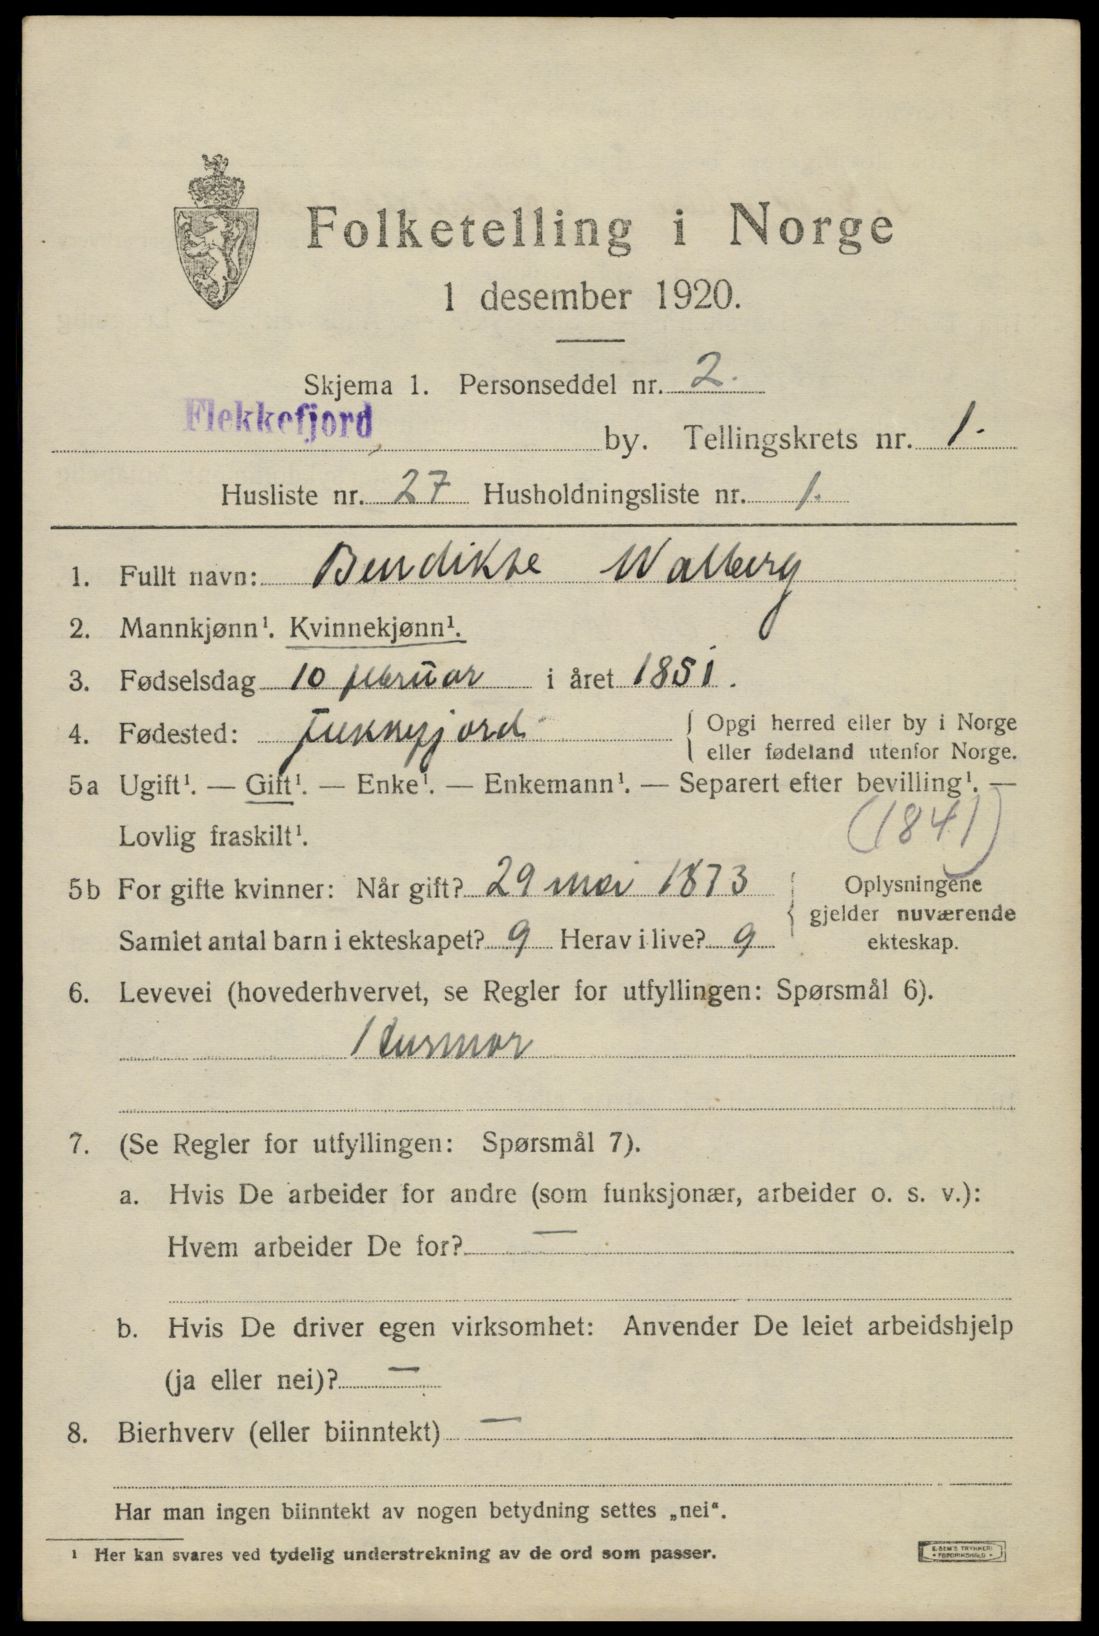 Folketelling i Norge
1 desember 1920.
Skjema 1. Personseddel nr. 2.
Flekkefjord, by. Tellingskrets nr. 1.
Husliste nr. 27 Husholdningsliste nr. 1.
1. Fullt navn: Bendikte Walberg
2. Mannkjønn¹. Kvinnekjønn¹.
3. Fødselsdag 10 februar i året 1851.
4. Fødested: Flekkefjord { Opgi herred eller by i Norge
eller fødeland utenfor Norge.
5a Ugift¹. — Gift¹. — Enke¹. — Enkemann¹. — Separert efter bevilling¹. —
Lovlig fraskilt¹. (1841)
5b For gifte kvinner: Når gift? 29 mai 1873 { Oplysningene
gjelder nuværende
Samlet antal barn i ekteskapet? 9 Herav i live? 9 ekteskap.
6. Levevei (hovederhvervet, se Regler for utfyllingen: Spørsmål 6).
Husmor
7. (Se Regler for utfyllingen: Spørsmål 7).
a. Hvis De arbeider for andre (som funksjonær, arbeider o. s. v.):
Hvem arbeider De for? —
b. Hvis De driver egen virksomhet: Anvender De leiet arbeidshjelp
(ja eller nei)? —
8. Bierhverv (eller biinntekt) —
Har man ingen biinntekt av nogen betydning settes „nei“.
¹ Her kan svares ved tydelig understrekning av de ord som passer.
E. SEM'S TRYKKERI
• FREDRIKSHALD •